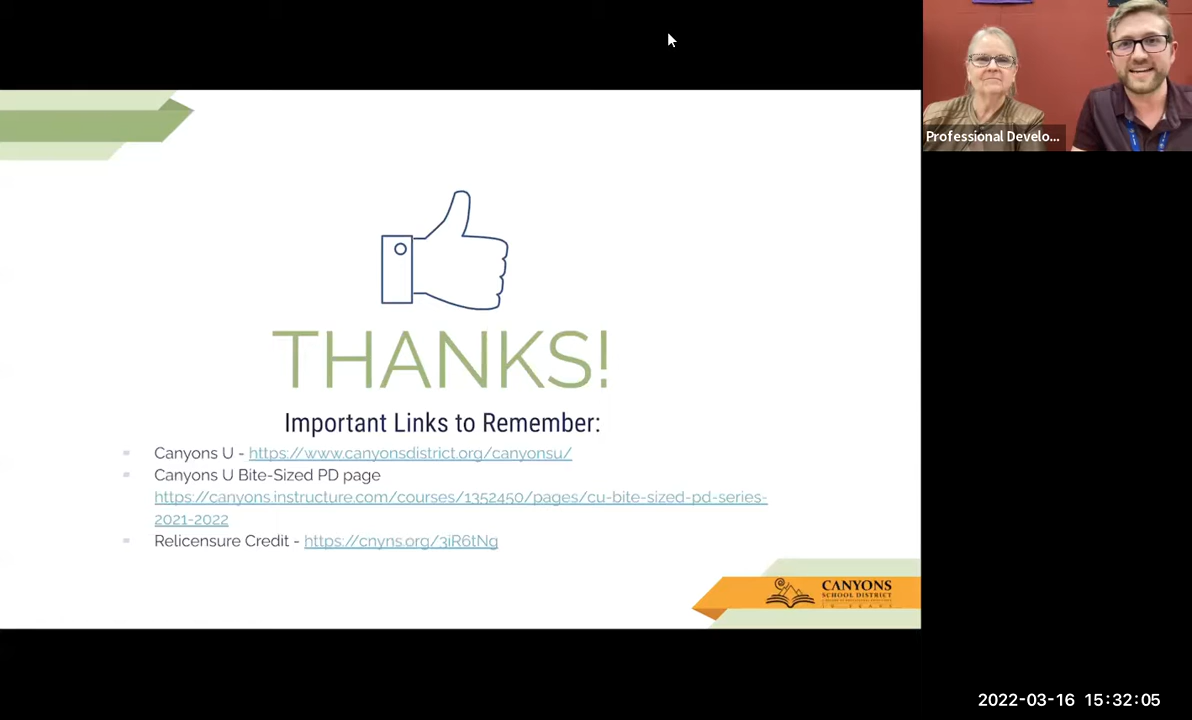 Professional Develo...
THANKS!
Important Links to Remember:
Canyons U - https://www.canyonsdistrict.org/canyonsu/
Canyons U Bite-Sized PD page
https://canyons.instructure.com/courses/1352450/pages/cu-bite-sized-pd-series-
2021-2022
Relicensure Credit - https://cnyns.org/3iR6tNg
CANYONS
SCHOOL DISTRICT
2022-03-16 15:32:05